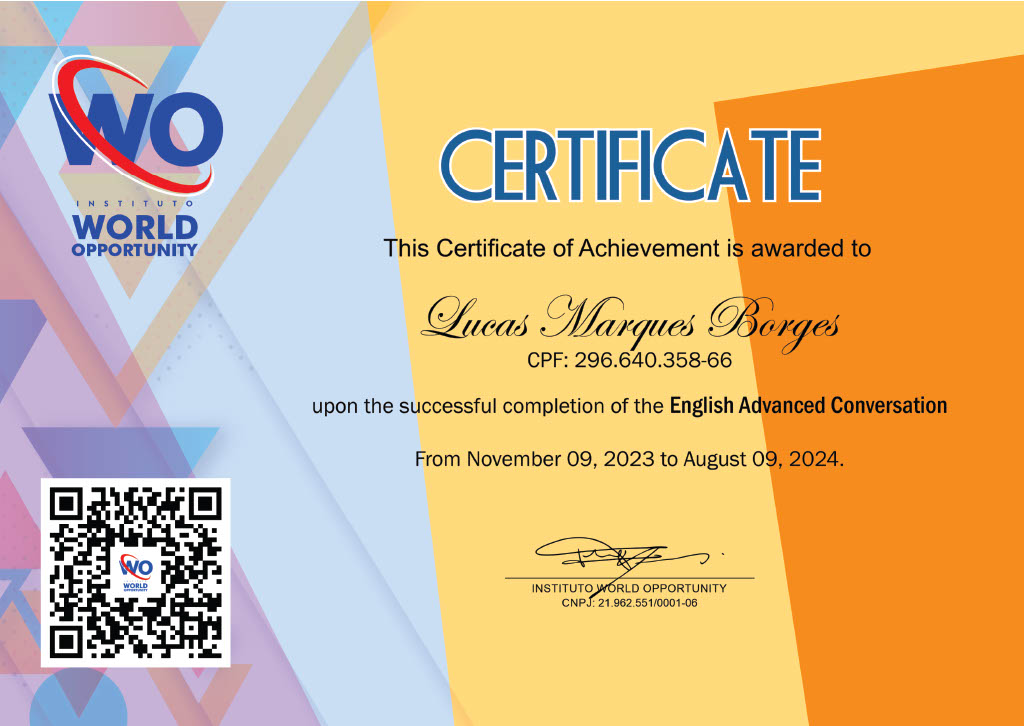 WO
INSTITUTO
WORLD
OPPORTUNITY
CERTIFICATE
This Certificate of Achievement is awarded to
Lucas Marques Borges
CPF: 296.640.358-66
upon the successful completion of the English Advanced Conversation
From November 09, 2023 to August 09, 2024.
WO
WORLD
OPPORTUNITY
INSTITUTO WORLD OPPORTUNITY
CNPJ: 21.962.551/0001-06